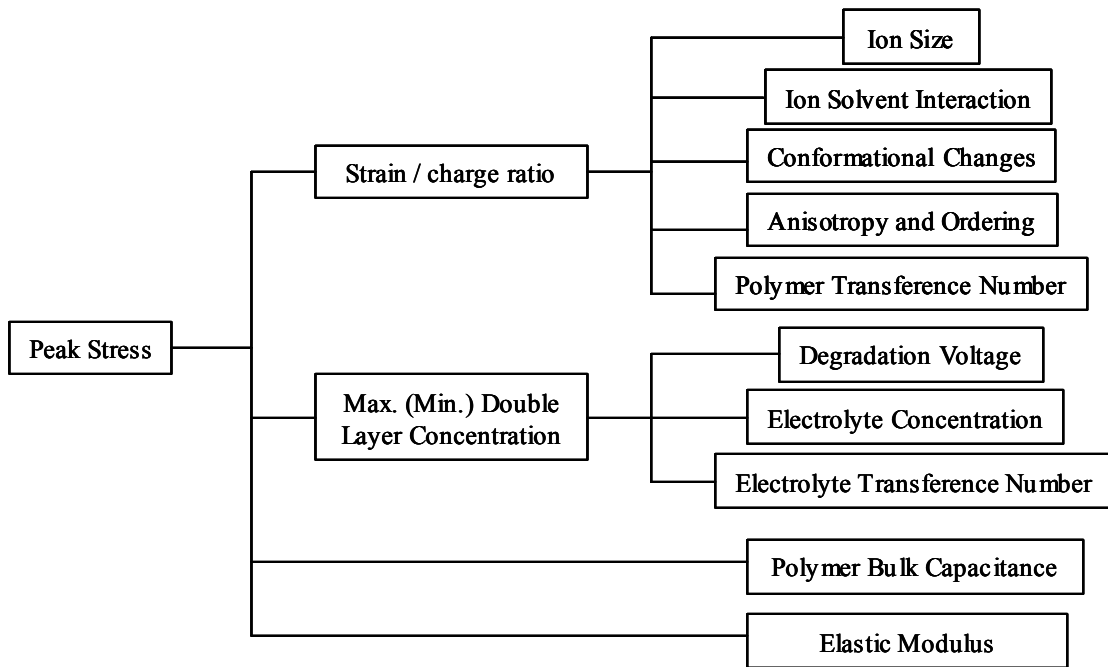 Ion Size
Ion Solvent Interaction
Conformational Changes
Strain / charge ratio
Anisotropy and Ordering
Polymer Transference Number
Peak Stress
Degradation Voltage
Max. (Min.) Double
Layer Concentration
Electrolyte Concentration
Electrolyte Transference Number
Polymer Bulk Capacitance
Elastic Modulus